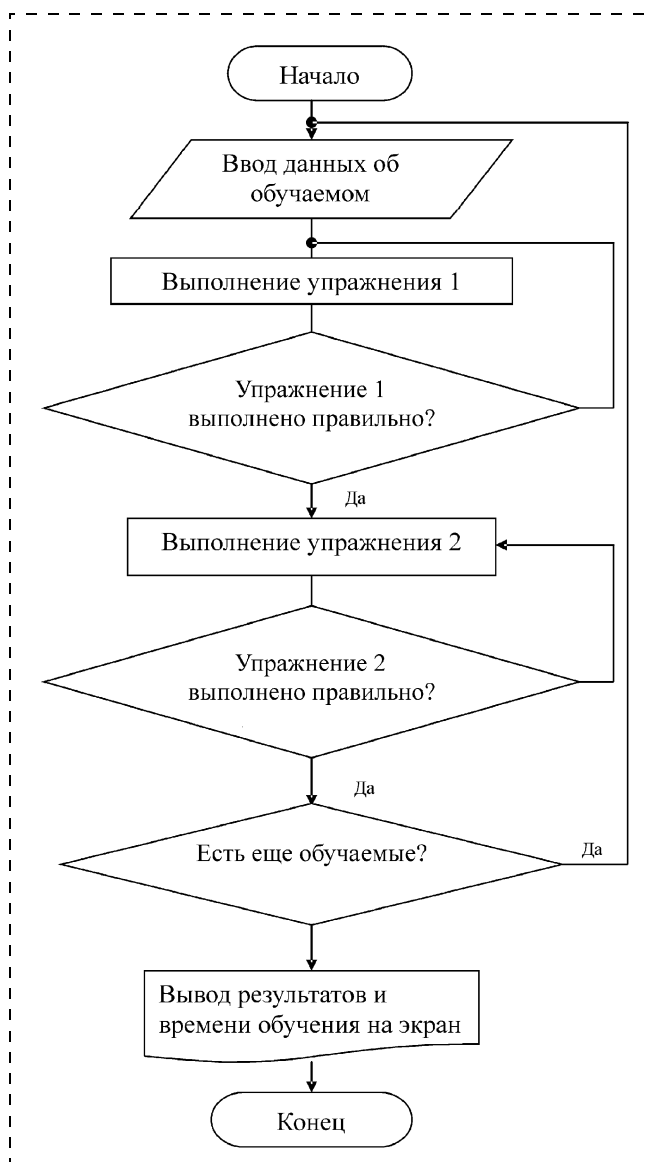 Начало
Ввод данных об
обучаемом
Выполнение упражнения 1
Упражнение 1
выполнено правильно?
Да
Выполнение упражнения 2
Упражнение 2
выполнено правильно?
Да
Есть еще обучаемые?
Да
Вывод результатов и
времени обучения на экран
Конец